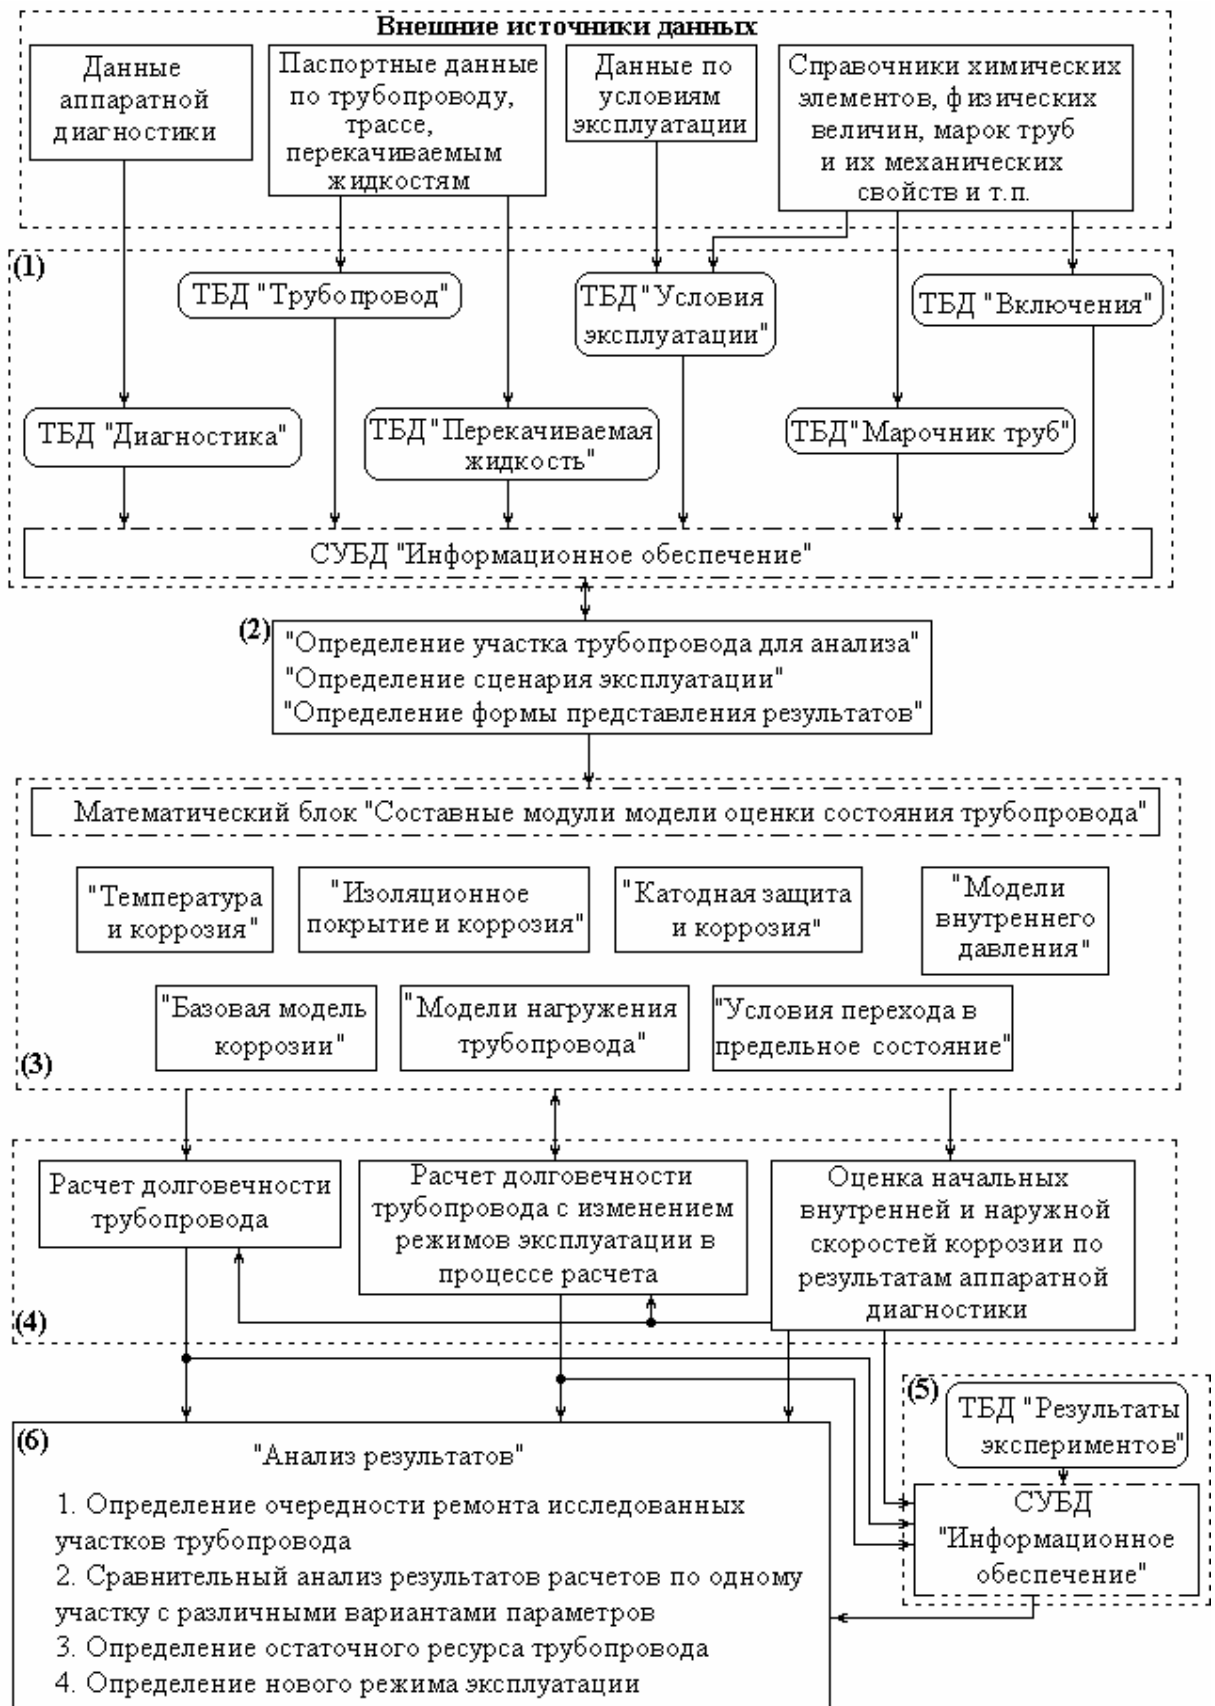 Внешние источники данных
Данные
аппаратной
диагностики
Паспортные данные
по трубопроводу,
трассе,
перекачиваемым
жидкостям
Данные по
условиям
эксплуатации
Справочники химических
элементов, физических
величин, марок труб
и их механических
свойств и т.п.
(1)
ТБД "Трубопровод"
ТБД "Условия
эксплуатации"
ТБД "Включения"
ТБД "Диагностика"
ТБД "Перекачиваемая
жидкость"
ТБД "Марочник труб"
СУБД "Информационное обеспечение"
(2)
"Определение участка трубопровода для анализа"
"Определение сценария эксплуатации"
"Определение формы представления результатов"
Математический блок "Составные модули модели оценки состояния трубопровода"
"Температура
и коррозия"
"Изоляционное
покрытие и коррозия"
"Катодная защита
и коррозия"
"Модели
внутреннего
давления"
"Базовая модель
коррозии"
"Модели нагружения
трубопровода"
"Условия перехода в
предельное состояние"
(3)
Расчет долговечности
трубопровода
Расчет долговечности
трубопровода с изменением
режимов эксплуатации в
процессе расчета
Оценка начальных
внутренней и наружной
скоростей коррозии по
результатам аппаратной
диагностики
(4)
(5)
ТБД "Результаты
экспериментов"
СУБД
"Информационное
обеспечение"
(6)
"Анализ результатов"
1. Определение очередности ремонта исследованных
участков трубопровода
2. Сравнительный анализ результатов расчетов по одному
участку с различными вариантами параметров
3. Определение остаточного ресурса трубопровода
4. Определение нового режима эксплуатации